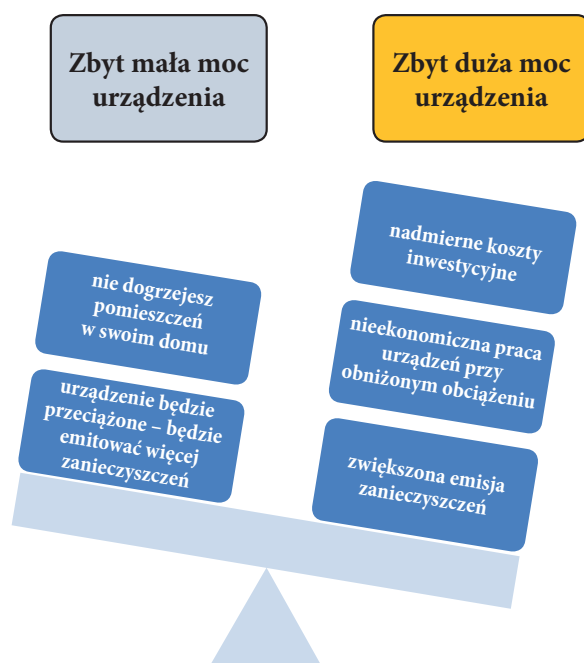 Zbyt mała moc
urządzenia
Zbyt duża moc
urządzenia
nie dogrzejesz
pomieszczeń
w swoim domu
urządzenie będzie
przeciążone – będzie
emitować więcej
zanieczyszczeń
nadmierne koszty
inwestycyjne
nieekonomiczna praca
urządzeń przy
obniżonym obciążeniu
zwiększona emisja
zanieczyszczeń